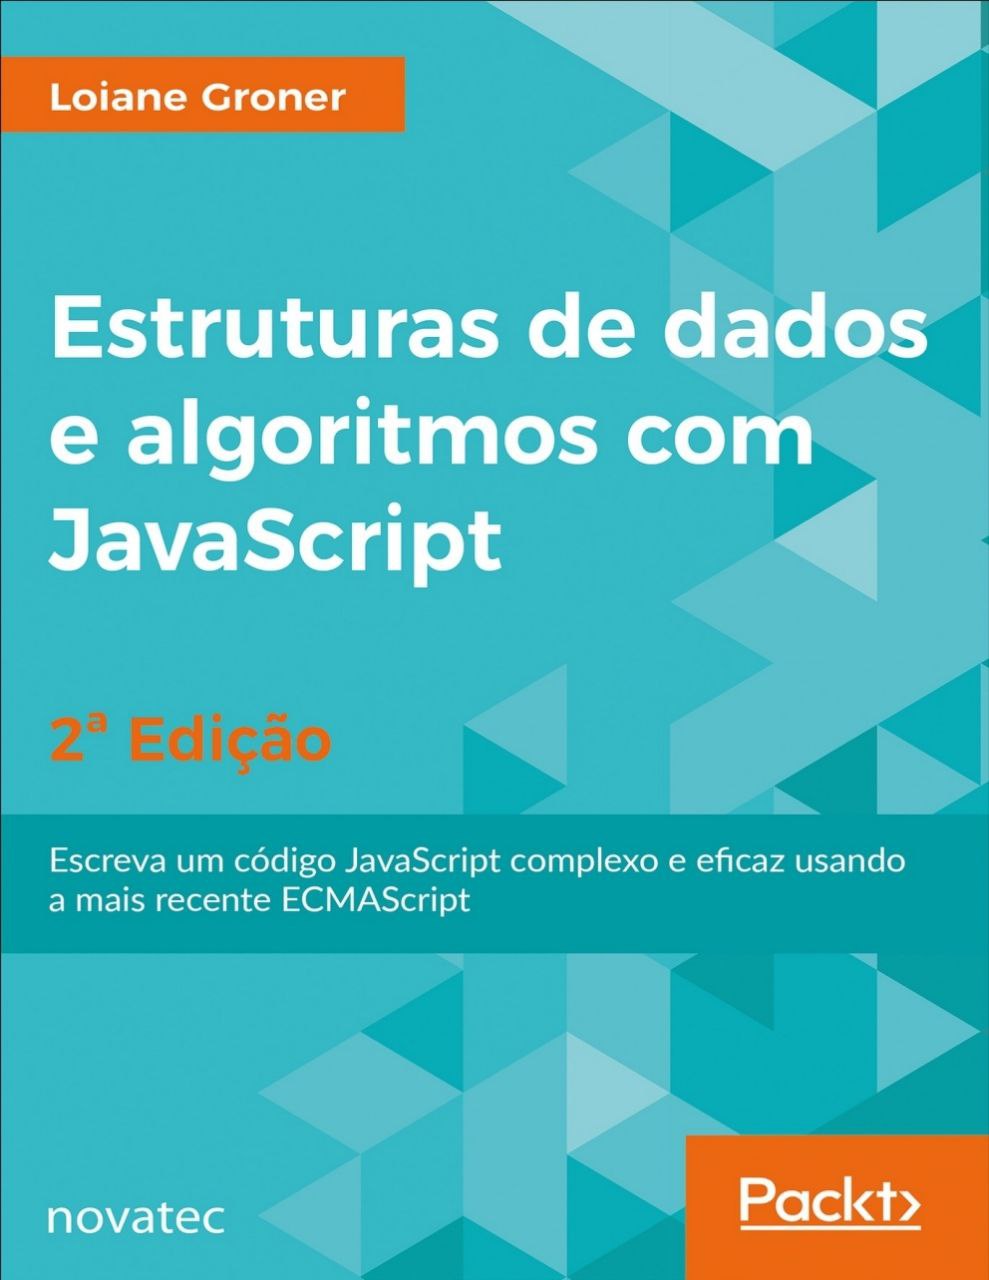 Loiane Groner
Estruturas de dados
e algoritmos com
JavaScript
2ª Edição
Escreva um código JavaScript complexo e eficaz usando
a mais recente ECMAScript
novatec
Packt>